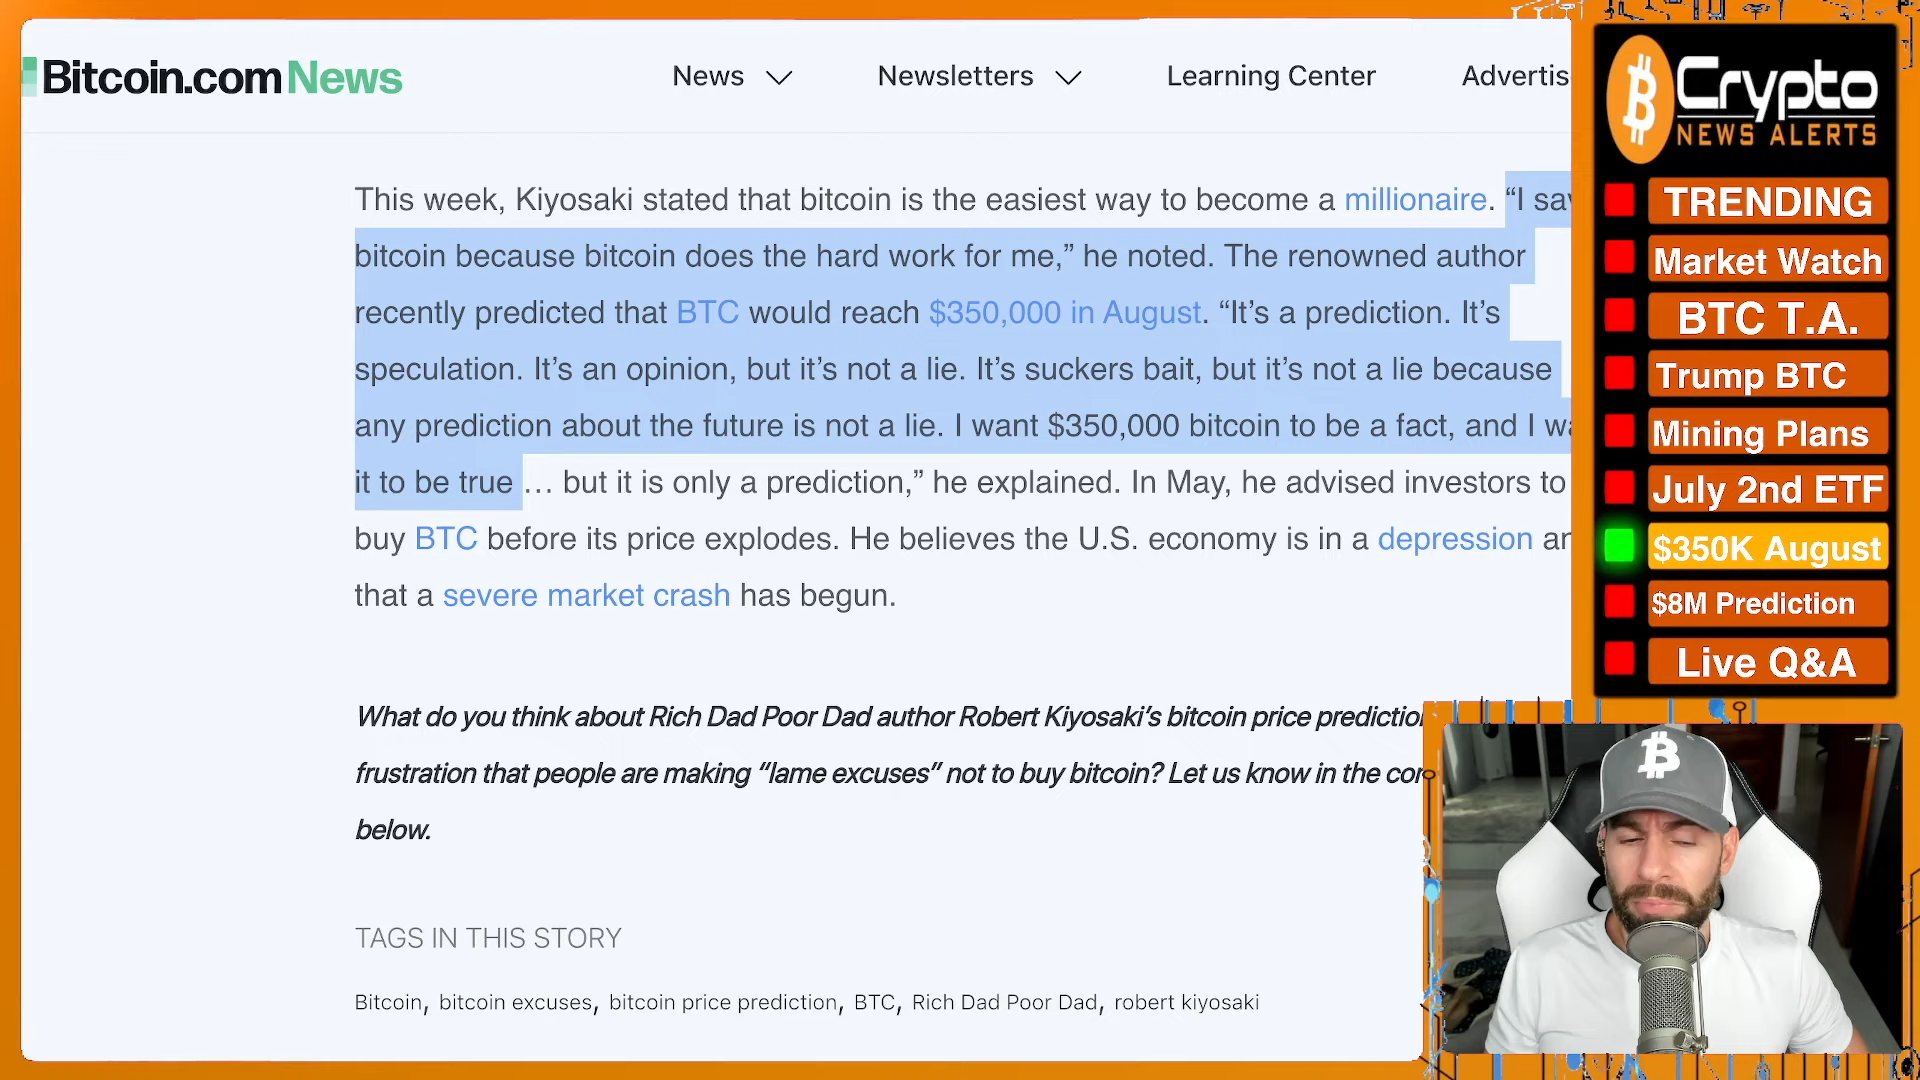 Bitcoin.com News
News
Newsletters
Learning Center
Advertis
This week, Kiyosaki stated that bitcoin is the easiest way to become a millionaire. “I sav
bitcoin because bitcoin does the hard work for me,” he noted. The renowned author
recently predicted that BTC would reach $350,000 in August. “It’s a prediction. It’s
speculation. It’s an opinion, but it’s not a lie. It’s suckers bait, but it’s not a lie because
any prediction about the future is not a lie. I want $350,000 bitcoin to be a fact, and I wa
it to be true … but it is only a prediction,” he explained. In May, he advised investors to
buy BTC before its price explodes. He believes the U.S. economy is in a depression an
that a severe market crash has begun.
What do you think about Rich Dad Poor Dad author Robert Kiyosaki’s bitcoin price prediction
frustration that people are making “lame excuses” not to buy bitcoin? Let us know in the com
below.
TAGS IN THIS STORY
Bitcoin, bitcoin excuses, bitcoin price prediction, BTC, Rich Dad Poor Dad, robert kiyosaki
Crypto
NEWS ALERTS
TRENDING
Market Watch
BTC T.A.
Trump BTC
Mining Plans
July 2nd ETF
$350K August
$8M Prediction
Live Q&A